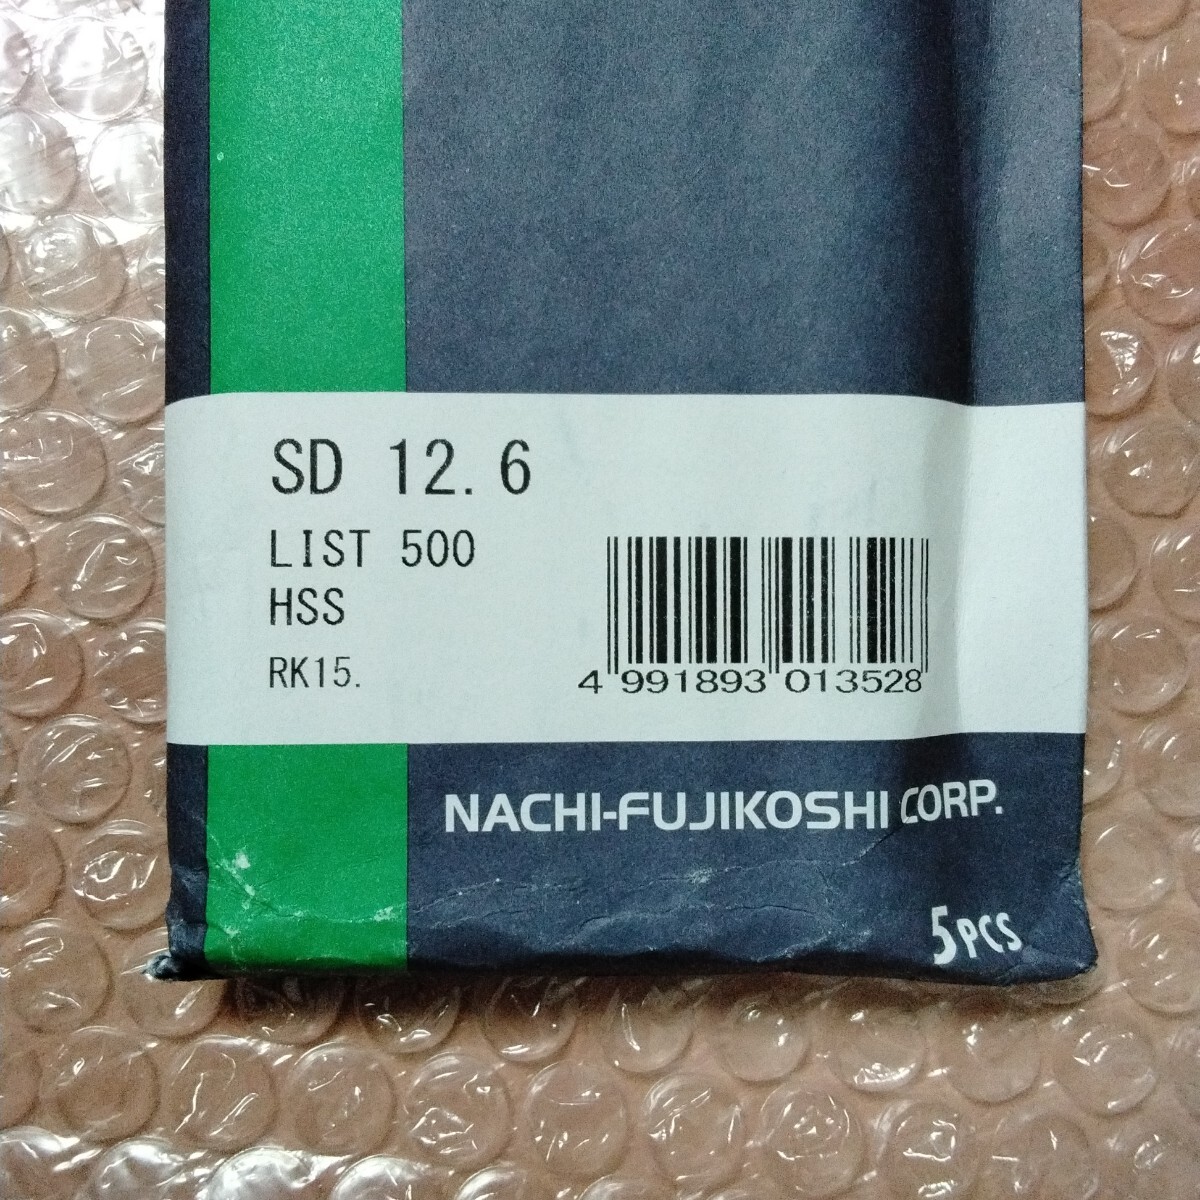 SD 12.6
LIST 500
HSS
RK15.
4 991893 013528
NACHI-FUJIKOSHI CORP.
5PCS